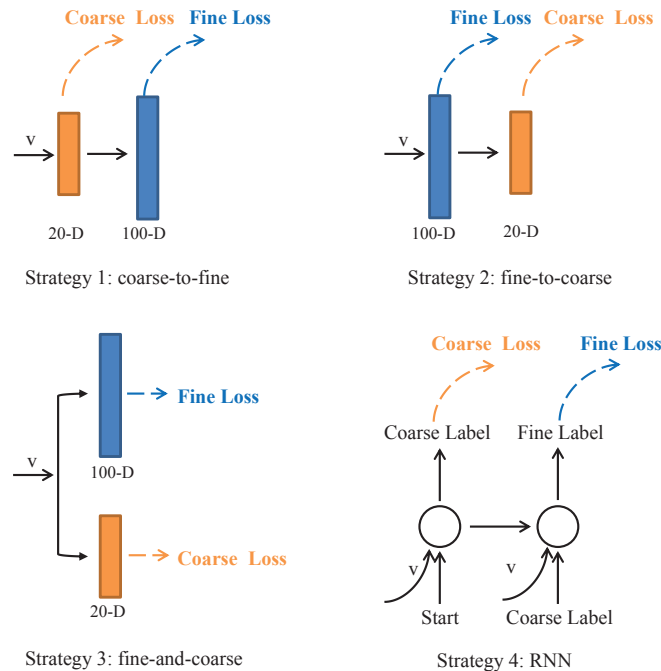 Coarse Loss Fine Loss
v
20-D 100-D
Strategy 1: coarse-to-fine
Fine Loss Coarse Loss
v
100-D 20-D
Strategy 2: fine-to-coarse
Fine Loss
v
100-D
Coarse Loss
20-D
Strategy 3: fine-and-coarse
Coarse Loss Fine Loss
Coarse Label Fine Label
v v
Start Coarse Label
Strategy 4: RNN